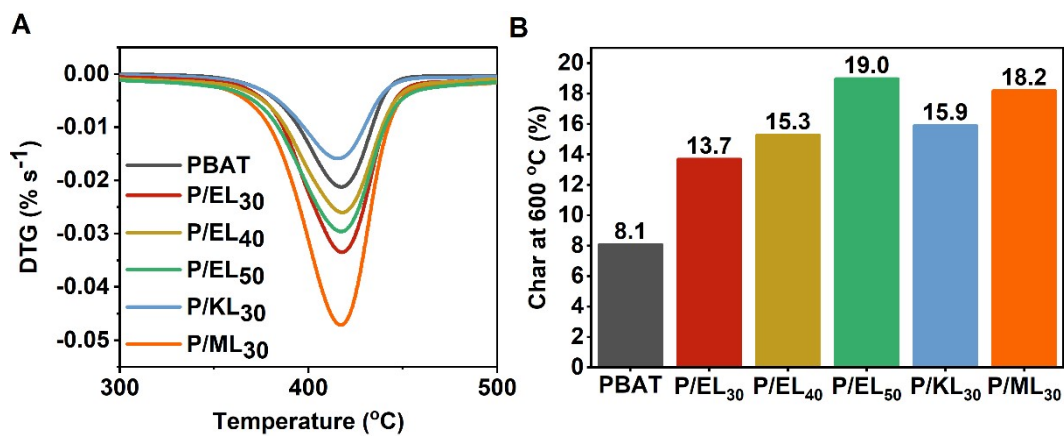 A
0.00
-0.01
-0.02
-0.03
-0.04
-0.05
DTG (% s⁻¹)
PBAT
P/EL₃₀
P/EL₄₀
P/EL₅₀
P/KL₃₀
P/ML₃₀
300
400
500
Temperature (°C)
B
20
18
16
14
12
10
8
6
4
2
0
Char at 600 °C (%)
8.1
13.7
15.3
19.0
15.9
18.2
PBAT
P/EL₃₀
P/EL₄₀
P/EL₅₀
P/KL₃₀
P/ML₃₀